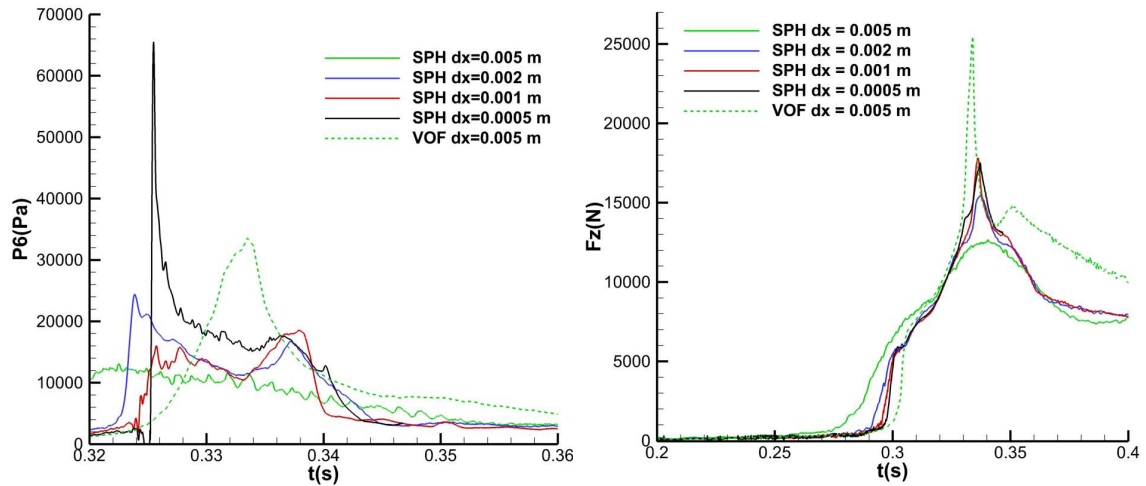 70000
60000
50000
40000
30000
20000
10000
0
P6(Pa)
SPH dx=0.005 m
SPH dx=0.002 m
SPH dx=0.001 m
SPH dx=0.0005 m
VOF dx=0.005 m
0.32
0.33
0.34
0.35
0.36
t(s)
25000
20000
15000
10000
5000
0
Fz(N)
SPH dx = 0.005 m
SPH dx = 0.002 m
SPH dx = 0.001 m
SPH dx = 0.0005 m
VOF dx = 0.005 m
0.2
0.25
0.3
0.35
0.4
t(s)